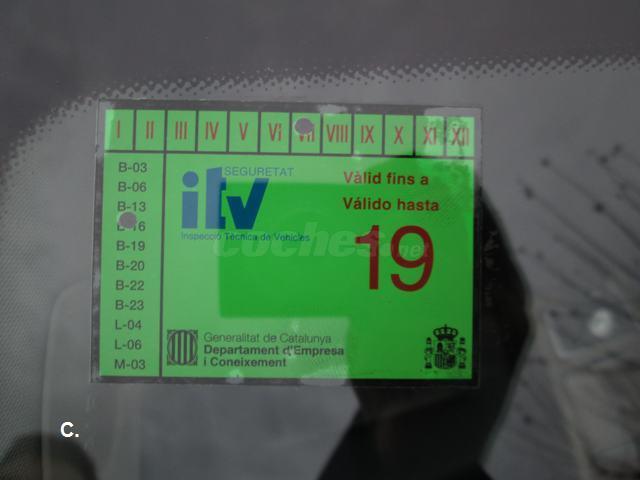 I II III IV V VI VII VIII IX X XI XII
B-03
B-06
B-13
B-19
B-20
B-22
B-23
L-04
L-06
M-03
SEGURETAT
itv
Inspecció Tècnica de Vehicles
Vàlid fins a
Válido hasta
19
Generalitat de Catalunya
Departament d'Empresa
i Coneixement
coches.net
C.